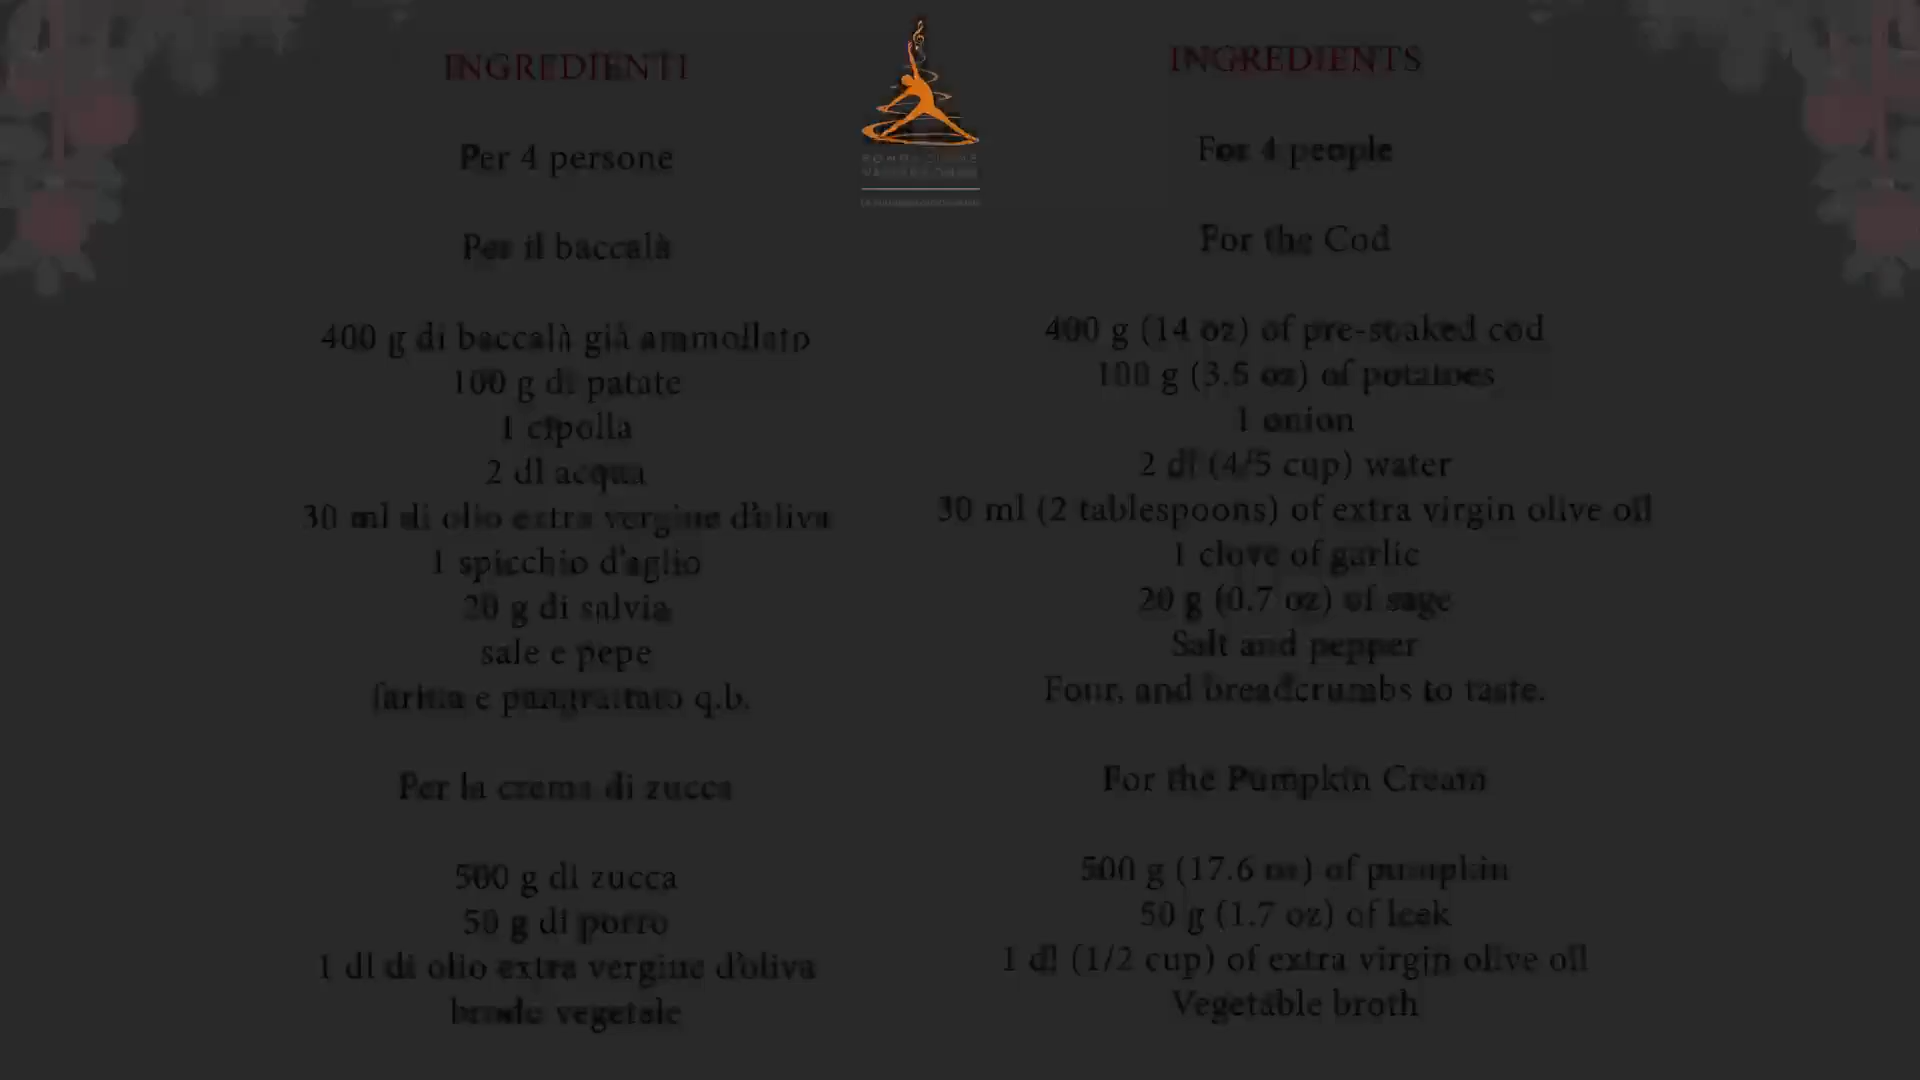 INGREDIENTI
Per 4 persone
Per il baccalà
400 g di baccalà già ammollato
100 g di patate
1 cipolla
2 dl acqua
30 ml di olio extra vergine d'oliva
1 spicchio d'aglio
20 g di salvia
sale e pepe
farina e pangrattato q.b.
Per la crema di zucca
500 g di zucca
50 g di porro
1 dl di olio extra vergine d'oliva
brodo vegetale
INGREDIENTS
For 4 people
For the Cod
400 g (14 oz) of pre-soaked cod
100 g (3.5 oz) of potatoes
1 onion
2 dl (4/5 cup) water
30 ml (2 tablespoons) of extra virgin olive oil
1 clove of garlic
20 g (0.7 oz) of sage
Salt and pepper
Four, and breadcrumbs to taste.
For the Pumpkin Cream
500 g (17.6 oz) of pumpkin
50 g (1.7 oz) of leak
1 dl (1/2 cup) of extra virgin olive oil
Vegetable broth